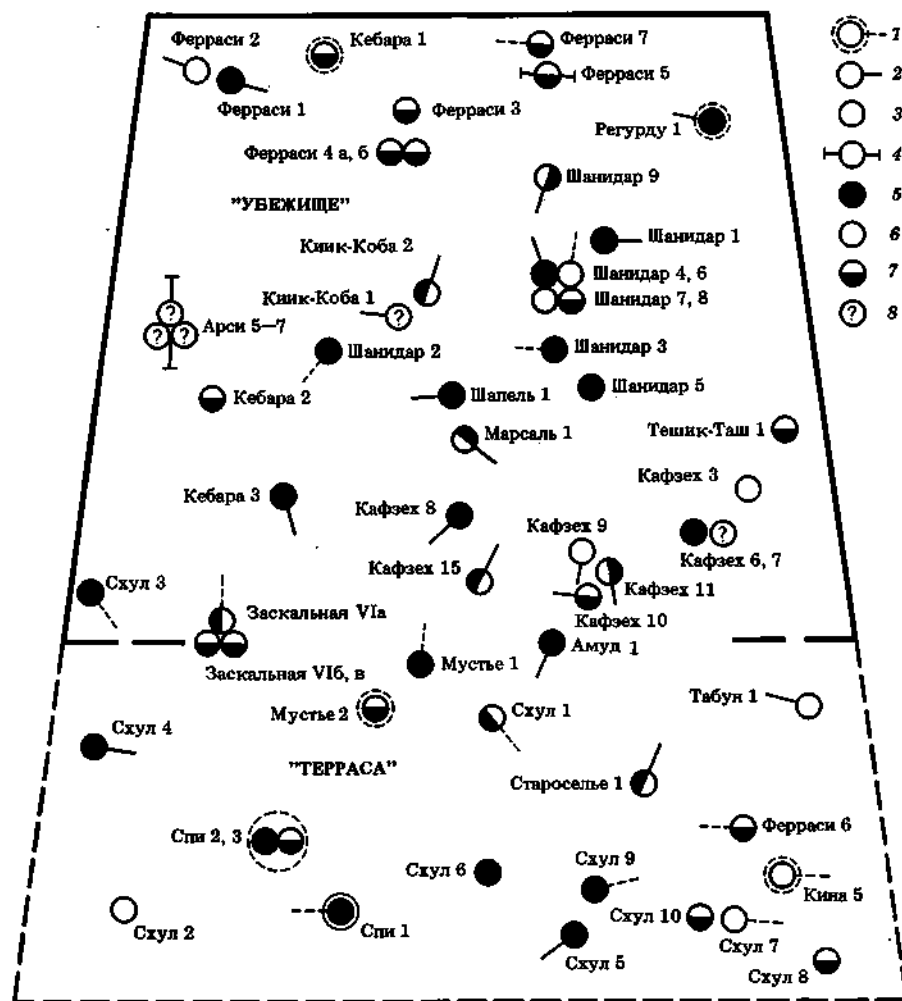 Ферраси 2
Кебара 1
Ферраси 7
1
Ферраси 5
2
Ферраси 1
Ферраси 3
3
Регурду 1
Ферраси 4 а, б
4
Шанидар 9
"УБЕЖИЩЕ"
5
Шанидар 1
Киик-Коба 2
6
Шанидар 4, 6
Киик-Коба 1
Шанидар 7, 8
7
?
? ?
Арси 5—7
?
? 8
Шанидар 2
Шанидар 3
Кебара 2
Шапель 1
Шанидар 5
Марсаль 1
Тешик-Таш 1
Кафзех 3
Кебара 3
Кафзех 8
Кафзех 9
?
Кафзех 6, 7
Кафзех 15
Кафзех 11
Схул 3
Заскальная VIа
Кафзех 10
Амуд 1
Заскальная VIб, в
Мустье 1
Табун 1
Мустье 2
Схул 1
Схул 4
"ТЕРРАСА"
Староселье 1
Ферраси 6
Спи 2, 3
Схул 6
Схул 9
Киня 5
Схул 2
Спи 1
Схул 10
Схул 7
Схул 5
Схул 8